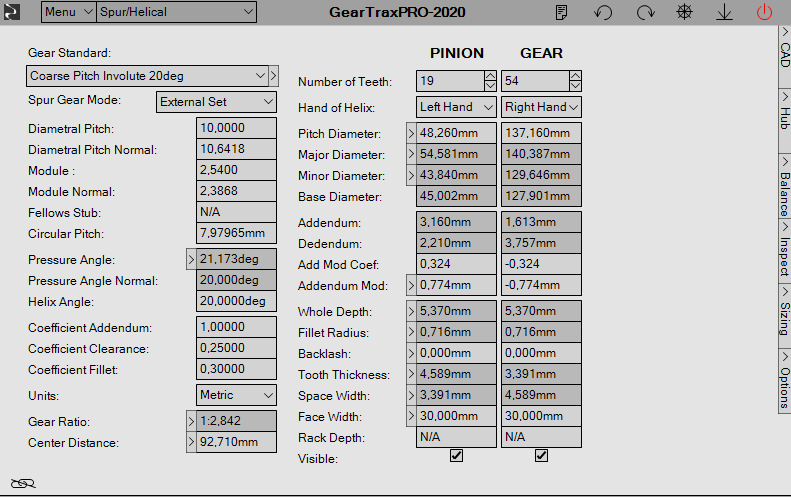 Menu Spur/Helical GearTraxPRO-2020
Gear Standard:
Coarse Pitch Involute 20deg
Spur Gear Mode: External Set
Diametral Pitch: 10,0000
Diametral Pitch Normal: 10,6418
Module : 2,5400
Module Normal: 2,3868
Fellows Stub: N/A
Circular Pitch: 7,97965mm
Pressure Angle: 21,173deg
Pressure Angle Normal: 20,000deg
Helix Angle: 20,0000deg
Coefficient Addendum: 1,00000
Coefficient Clearance: 0,25000
Coefficient Fillet: 0,30000
Units: Metric
Gear Ratio: 1:2,842
Center Distance: 92,710mm
PINION GEAR
Number of Teeth: 19 54
Hand of Helix: Left Hand Right Hand
Pitch Diameter: 48,260mm 137,160mm
Major Diameter: 54,581mm 140,387mm
Minor Diameter: 43,840mm 129,646mm
Base Diameter: 45,002mm 127,901mm
Addendum: 3,160mm 1,613mm
Dedendum: 2,210mm 3,757mm
Add Mod Coef: 0,324 -0,324
Addendum Mod: 0,774mm -0,774mm
Whole Depth: 5,370mm 5,370mm
Fillet Radius: 0,716mm 0,716mm
Backlash: 0,000mm 0,000mm
Tooth Thickness: 4,589mm 3,391mm
Space Width: 3,391mm 4,589mm
Face Width: 30,000mm 30,000mm
Rack Depth: N/A N/A
Visible:
CAD
Hub
Balance
Inspect
Sizing
Options